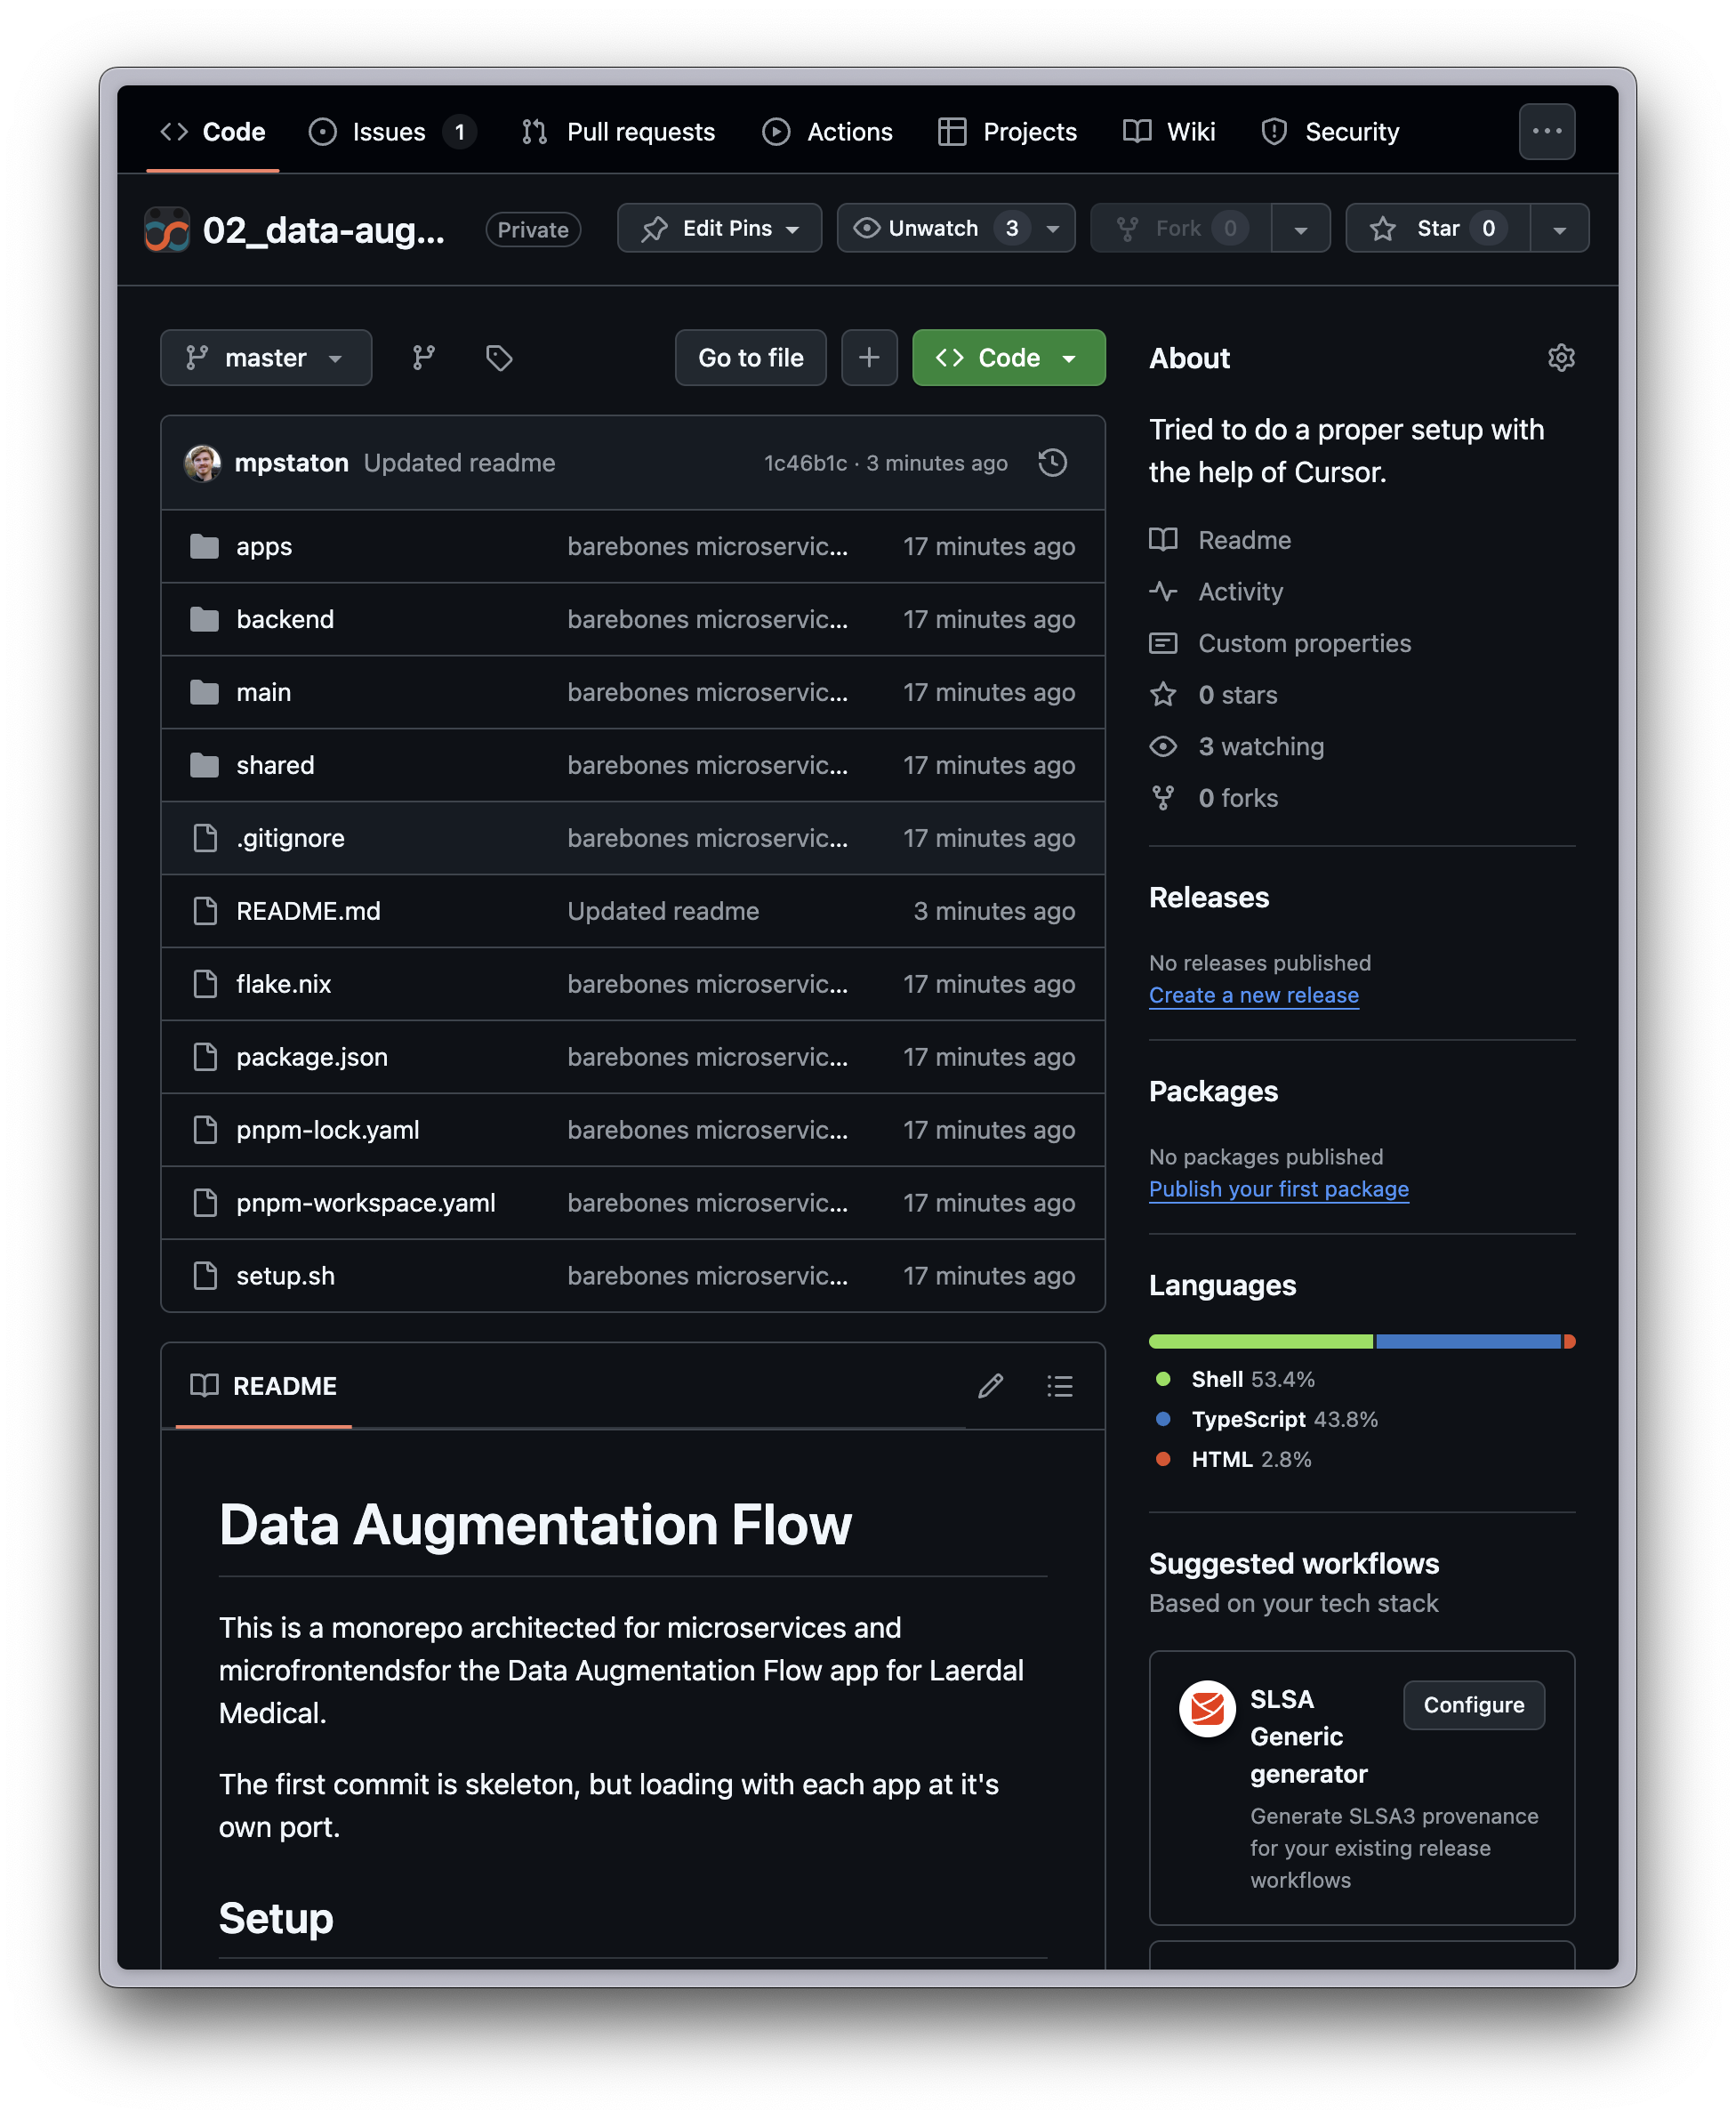 Code Issues 1 Pull requests Actions Projects Wiki Security
02_data-aug... Private Edit Pins Unwatch 3 Fork 0 Star 0
master Go to file Code
mpstaton Updated readme 1c46b1c · 3 minutes ago
apps barebones microservic... 17 minutes ago
backend barebones microservic... 17 minutes ago
main barebones microservic... 17 minutes ago
shared barebones microservic... 17 minutes ago
.gitignore barebones microservic... 17 minutes ago
README.md Updated readme 3 minutes ago
flake.nix barebones microservic... 17 minutes ago
package.json barebones microservic... 17 minutes ago
pnpm-lock.yaml barebones microservic... 17 minutes ago
pnpm-workspace.yaml barebones microservic... 17 minutes ago
setup.sh barebones microservic... 17 minutes ago
README
Data Augmentation Flow
This is a monorepo architected for microservices and
microfrontendsfor the Data Augmentation Flow app for Laerdal
Medical.
The first commit is skeleton, but loading with each app at it's
own port.
Setup
About
Tried to do a proper setup with
the help of Cursor.
Readme
Activity
Custom properties
0 stars
3 watching
0 forks
Releases
No releases published
Create a new release
Packages
No packages published
Publish your first package
Languages
Shell 53.4%
TypeScript 43.8%
HTML 2.8%
Suggested workflows
Based on your tech stack
SLSA Configure
Generic
generator
Generate SLSA3 provenance
for your existing release
workflows